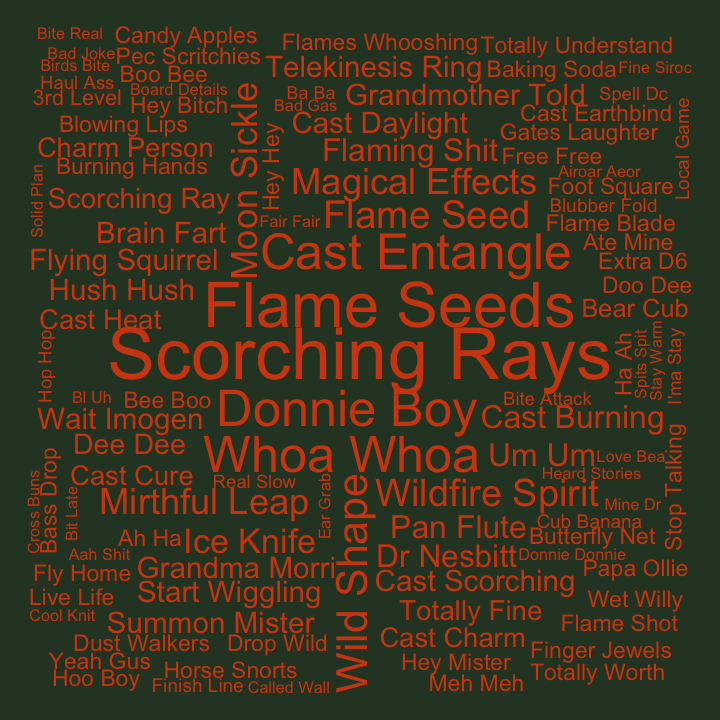 Bite Real
Candy Apples
Flames Whooshing
Totally Understand
Bad Joke
Pec Scritchies
Birds Bite
Boo Bee
Telekinesis Ring
Baking Soda
Fine Siroc
Haul Ass
Board Details
3rd Level
Hey Bitch
Moon Sickle
Ba Ba
Bad Gas
Grandmother Told
Spell Dc
Local Game
Blowing Lips
Hey Hey
Cast Daylight
Cast Earthbind
Gates Laughter
Charm Person
Flaming Shit
Free Free
Burning Hands
Airoar Aeor
Solid Plan
Scorching Ray
Magical Effects
Foot Square
Blubber Fold
Fair Fair
Flame Seed
Flame Blade
Brain Fart
Ate Mine
Flying Squirrel
Cast Entangle
Extra D6
Hush Hush
Doo Dee
Flame Seeds
Bear Cub
Cast Heat
Scorching Rays
Hop Hop
Ha Ah
Spits Spit
Stay Warm
I'ma Stay
Bl Uh
Bee Boo
Donnie Boy
Bite Attack
Wait Imogen
Cast Burning
Dee Dee
Whoa Whoa
Um Um
Love Bea
Stop Talking
Cross Buns
Bass Drop
Bit Late
Cast Cure
Real Slow
Heard Stories
Mirthful Leap
Ear Grab
Wild Shape
Wildfire Spirit
Mine Dr
Pan Flute
Cub Banana
Ah Ha
Ice Knife
Butterfly Net
Aah Shit
Dr Nesbitt
Donnie Donnie
Fly Home
Grandma Morri
Papa Ollie
Live Life
Start Wiggling
Cast Scorching
Wet Willy
Cool Knit
Summon Mister
Totally Fine
Flame Shot
Dust Walkers
Drop Wild
Cast Charm
Finger Jewels
Yeah Gus
Horse Snorts
Hey Mister
Totally Worth
Hoo Boy
Finish Line
Called Wall
Meh Meh